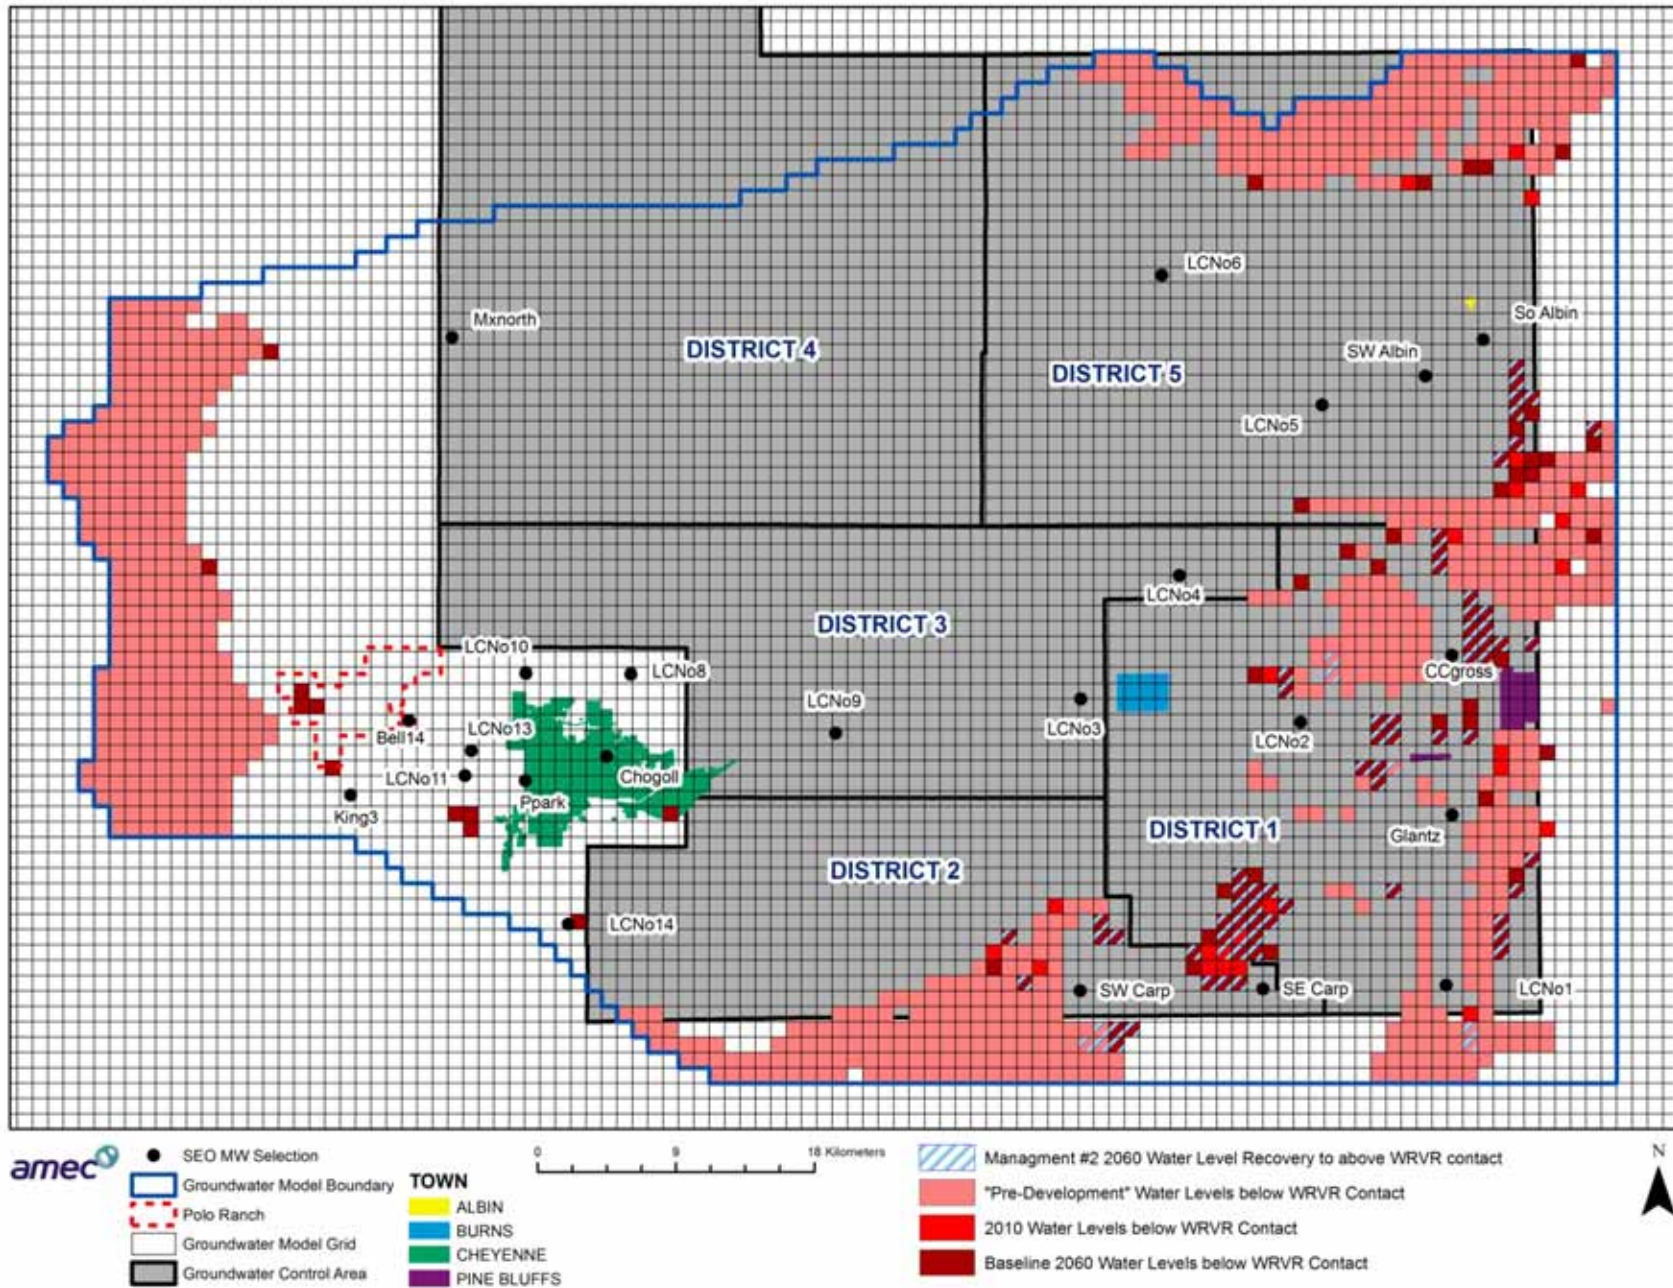 LCNo6
Mxnorth
So Albin
DISTRICT 4
SW Albin
DISTRICT 5
LCNo5
LCNo4
DISTRICT 3
LCNo10
LCNo8
CCgross
LCNo9
LCNo13
Bell14
LCNo3
LCNo2
LCNo11
Chogoll
Ppark
King3
DISTRICT 1
Glantz
DISTRICT 2
LCNo14
SW Carp
SE Carp
LCNo1
amec
SEO MW Selection
Groundwater Model Boundary
Polo Ranch
Groundwater Model Grid
Groundwater Control Area
0 9 18 Kilometers
TOWN
ALBIN
BURNS
CHEYENNE
PINE BLUFFS
Managment #2 2060 Water Level Recovery to above WRVR contact
"Pre-Development" Water Levels below WRVR Contact
2010 Water Levels below WRVR Contact
Baseline 2060 Water Levels below WRVR Contact
N